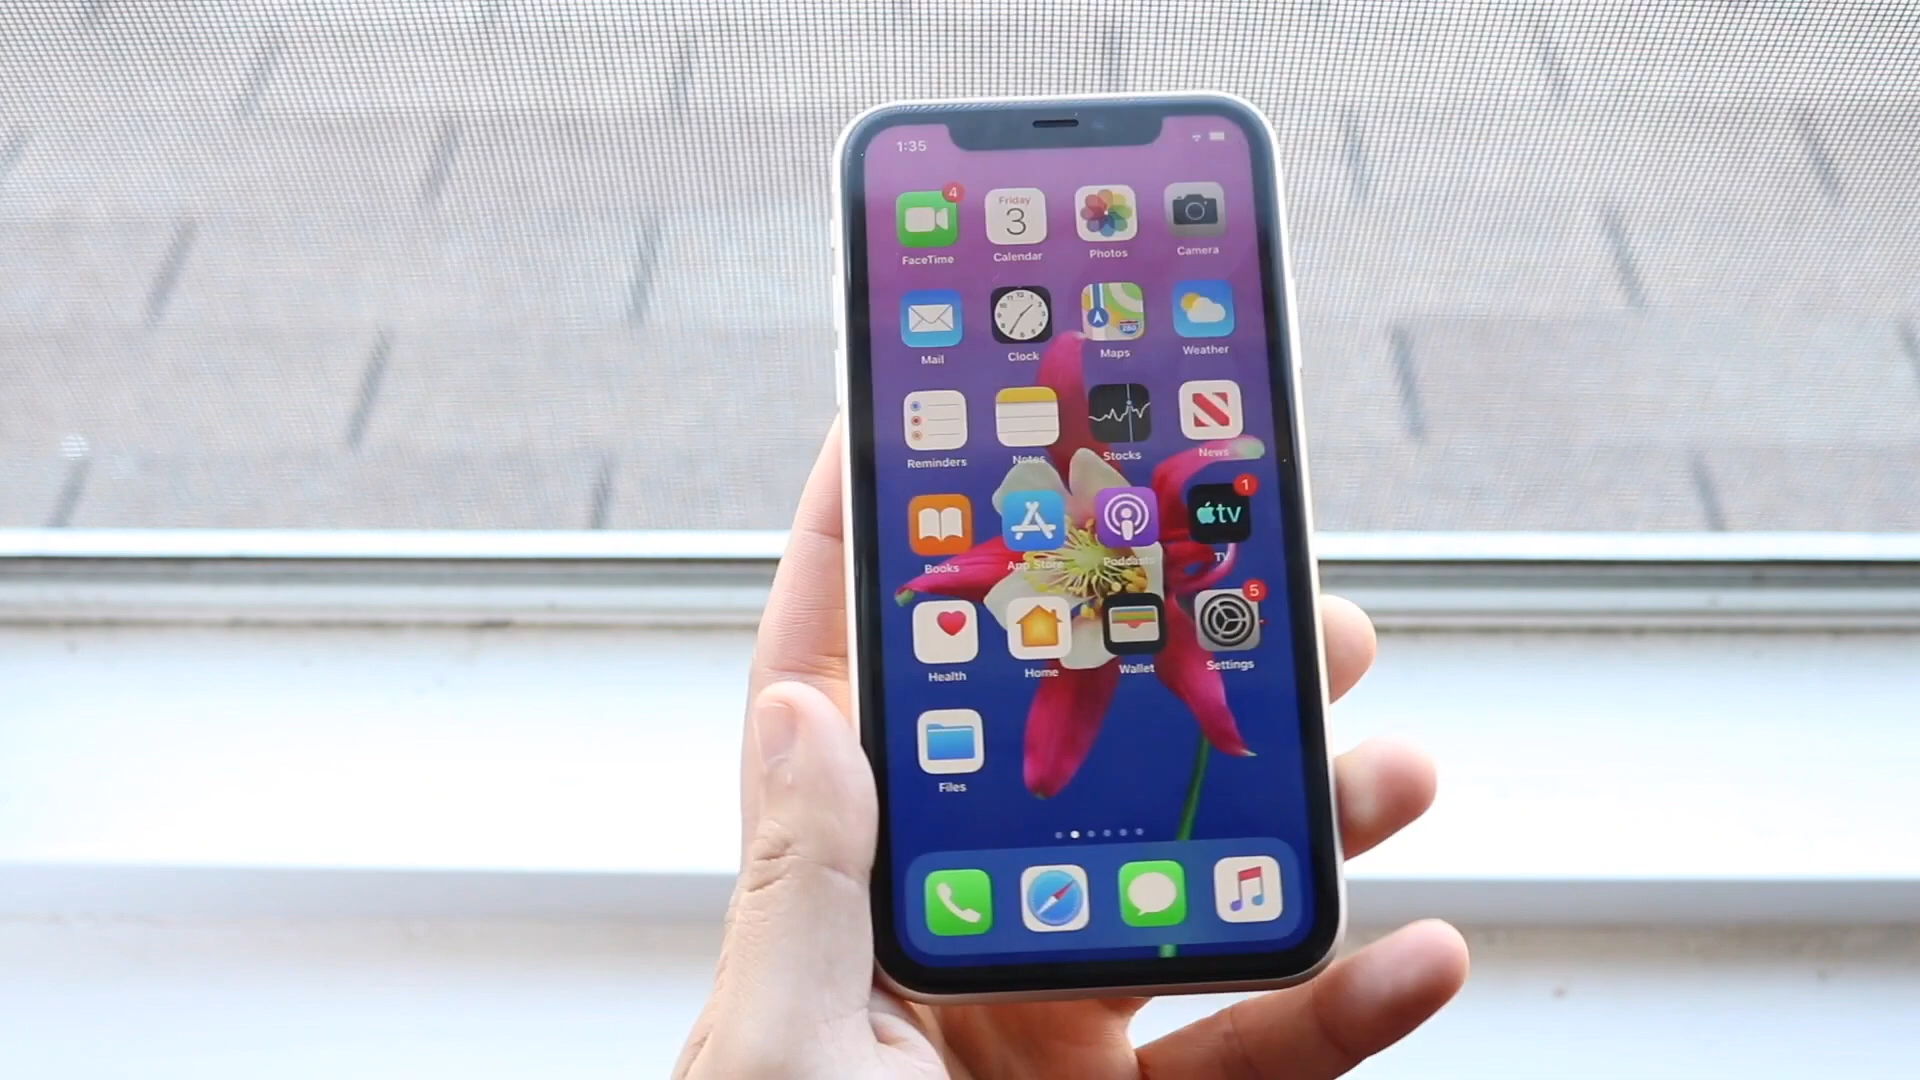 1:35
4
Friday
3
FaceTime
Calendar
Photos
Camera
280
Mail
Clock
Maps
Weather
Reminders
Notes
Stocks
News
1
tv
Books
App Store
Podcasts
TV
5
Health
Home
Wallet
Settings
Files